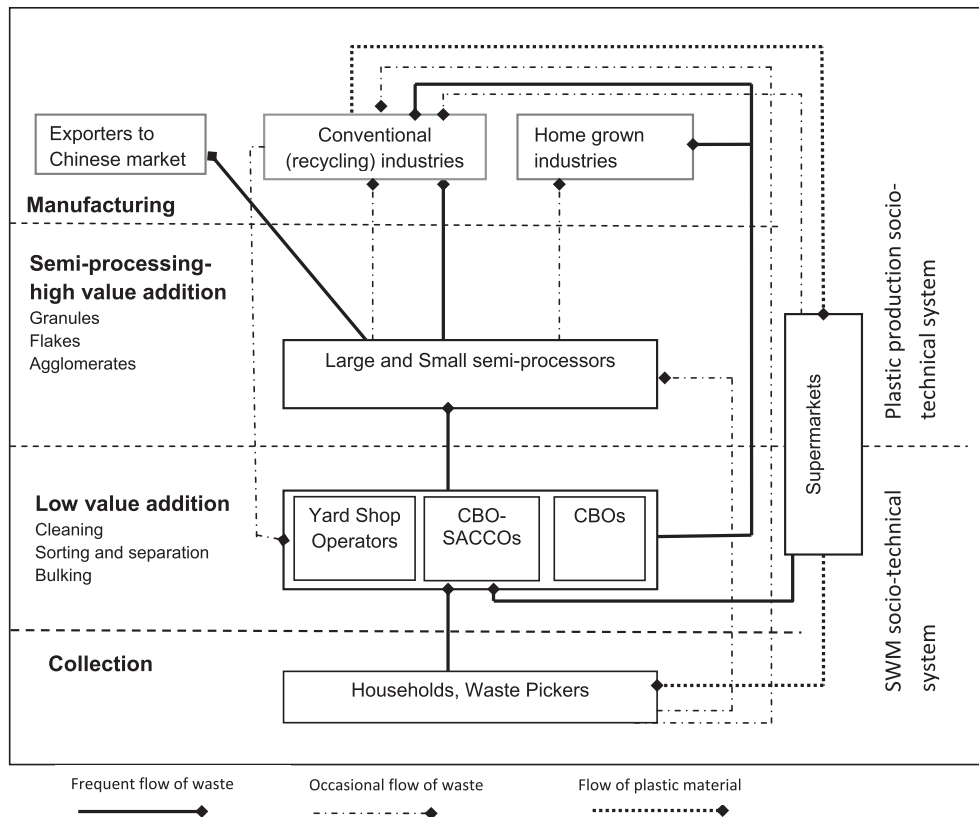 Exporters to
Chinese market
Conventional
(recycling) industries
Home grown
industries
Manufacturing
Semi-processing-
high value addition
Granules
Flakes
Agglomerates
Large and Small semi-processors
Plastic production socio-
technical system
Supermarkets
Low value addition
Cleaning
Sorting and separation
Bulking
Yard Shop
Operators
CBO-
SACCOs
CBOs
SWM socio-technical
system
Collection
Households, Waste Pickers
Frequent flow of waste
Occasional flow of waste
Flow of plastic material